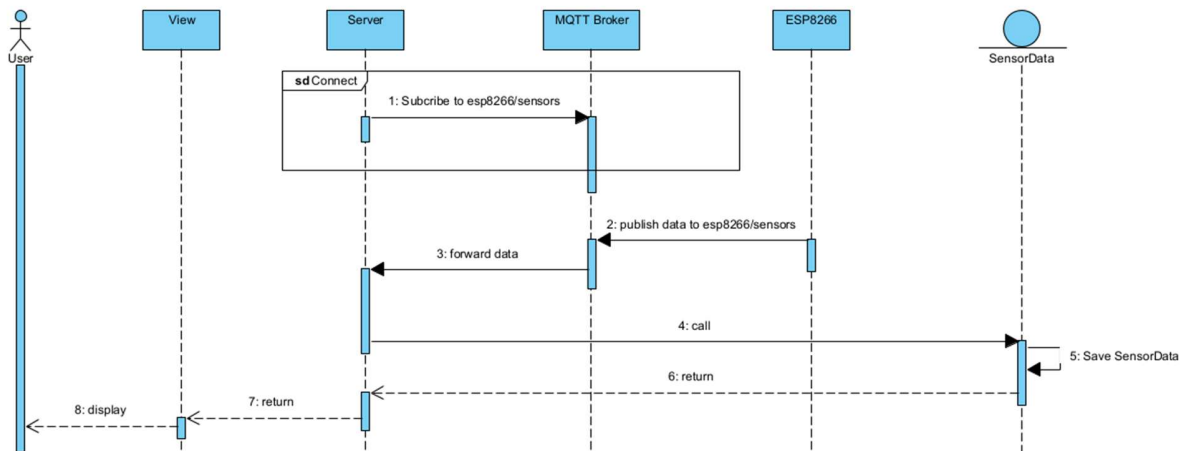 View
Server
MQTT Broker
ESP8266
User
SensorData
sd Connect
1: Subcribe to esp8266/sensors
2: publish data to esp8266/sensors
3: forward data
4: call
5: Save SensorData
6: return
7: return
8: display